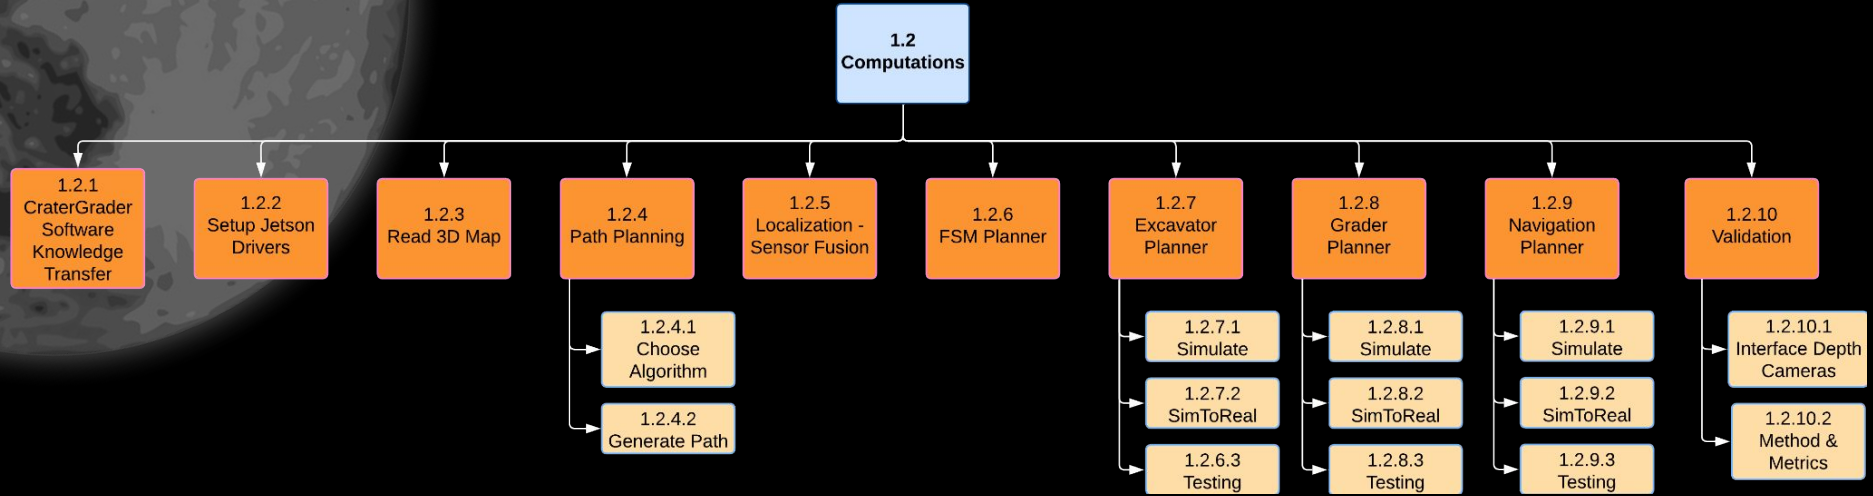 1.2
Computations
1.2.1
CraterGrader
Software
Knowledge
Transfer
1.2.2
Setup Jetson
Drivers
1.2.3
Read 3D Map
1.2.4
Path Planning
1.2.5
Localization -
Sensor Fusion
1.2.6
FSM Planner
1.2.7
Excavator
Planner
1.2.8
Grader
Planner
1.2.9
Navigation
Planner
1.2.10
Validation
1.2.4.1
Choose
Algorithm
1.2.4.2
Generate Path
1.2.7.1
Simulate
1.2.7.2
SimToReal
1.2.6.3
Testing
1.2.8.1
Simulate
1.2.8.2
SimToReal
1.2.8.3
Testing
1.2.9.1
Simulate
1.2.9.2
SimToReal
1.2.9.3
Testing
1.2.10.1
Interface Depth
Cameras
1.2.10.2
Method &
Metrics